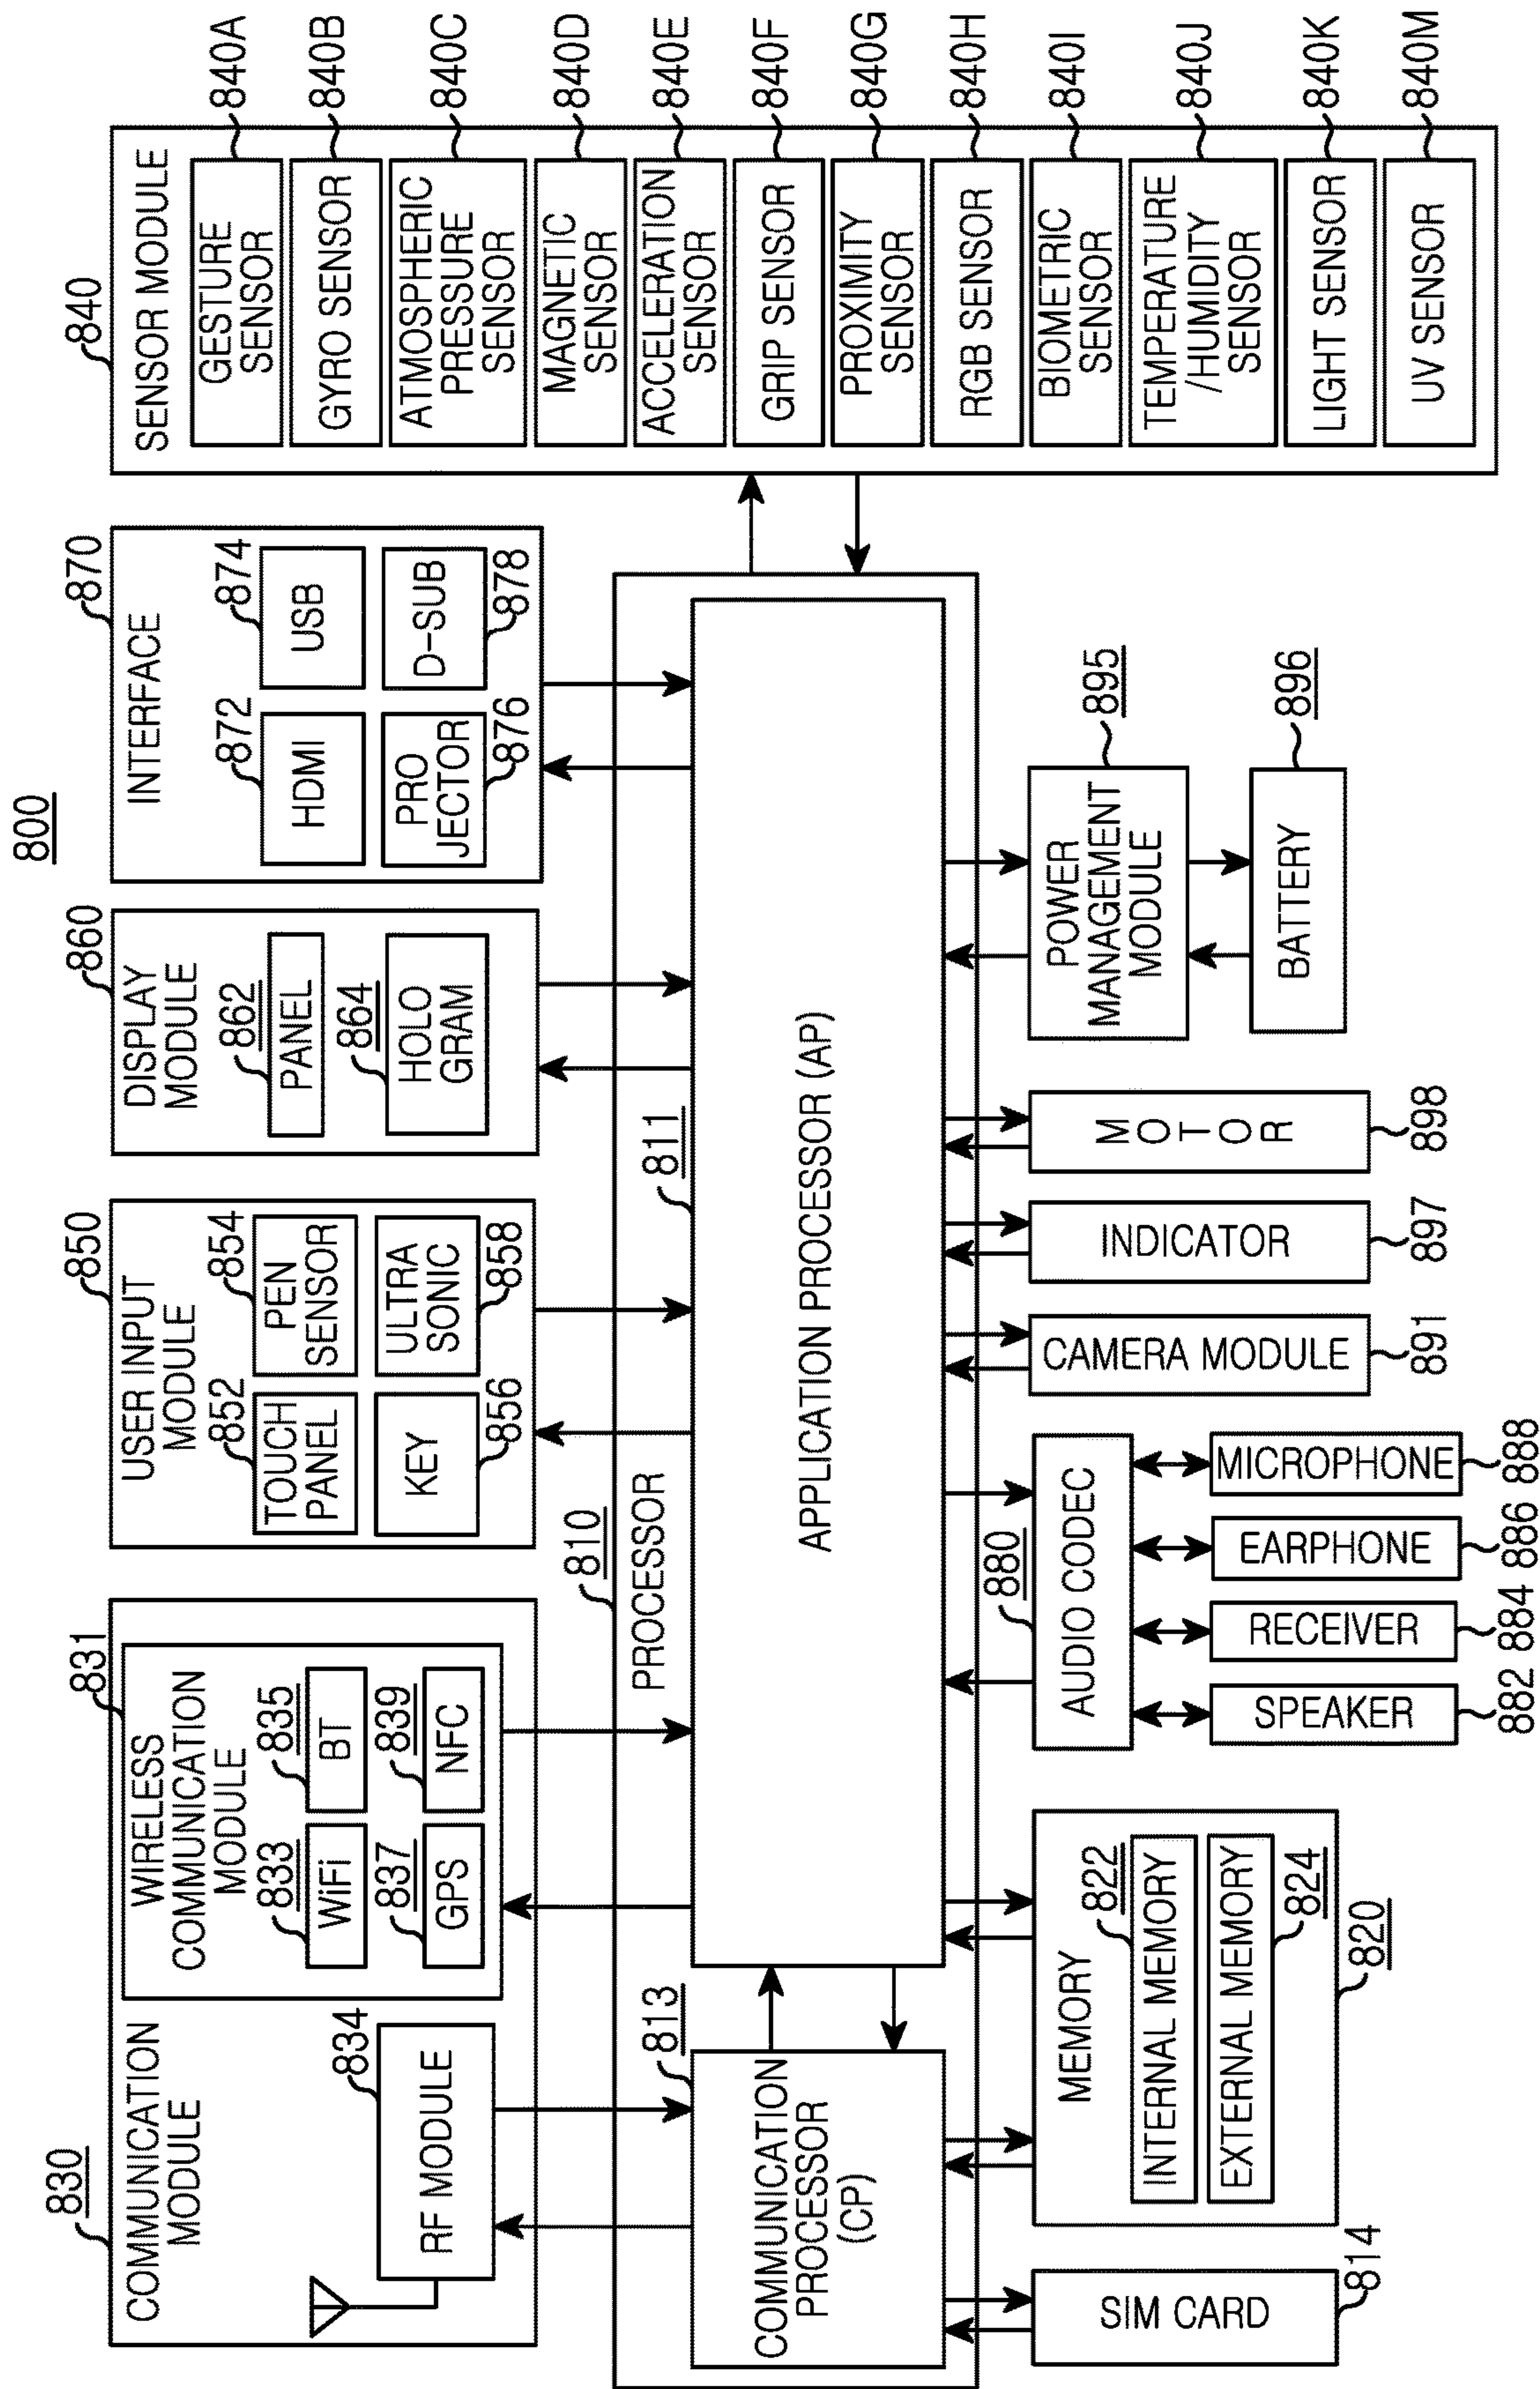 800
830
COMMUNICATION
MODULE
834
RF MODULE
831
WIRELESS
COMMUNICATION
MODULE
833
WiFi
835
BT
837
GPS
839
NFC
850
USER INPUT
MODULE
852
TOUCH
PANEL
854
PEN
SENSOR
KEY
856
ULTRA
SONIC
858
860
DISPLAY
MODULE
862
PANEL
864
HOLO
GRAM
870
INTERFACE
872
HDMI
874
USB
PRO
JECTOR
876
D-SUB
878
840
SENSOR MODULE
GESTURE
SENSOR
840A
GYRO SENSOR
840B
ATMOSPHERIC
PRESSURE
SENSOR
840C
MAGNETIC
SENSOR
840D
ACCELERATION
SENSOR
840E
GRIP SENSOR
840F
PROXIMITY
SENSOR
840G
RGB SENSOR
840H
BIOMETRIC
SENSOR
840I
TEMPERATURE
/HUMIDITY
SENSOR
840J
LIGHT SENSOR
840K
UV SENSOR
840M
810
PROCESSOR
813
COMMUNICATION
PROCESSOR
(CP)
811
APPLICATION PROCESSOR (AP)
SIM CARD
814
MEMORY
822
INTERNAL MEMORY
EXTERNAL MEMORY
824
820
880
AUDIO CODEC
SPEAKER
882
RECEIVER
884
EARPHONE
886
MICROPHONE
888
CAMERA MODULE
891
INDICATOR
897
MOTOR
898
POWER
MANAGEMENT
MODULE
895
BATTERY
896